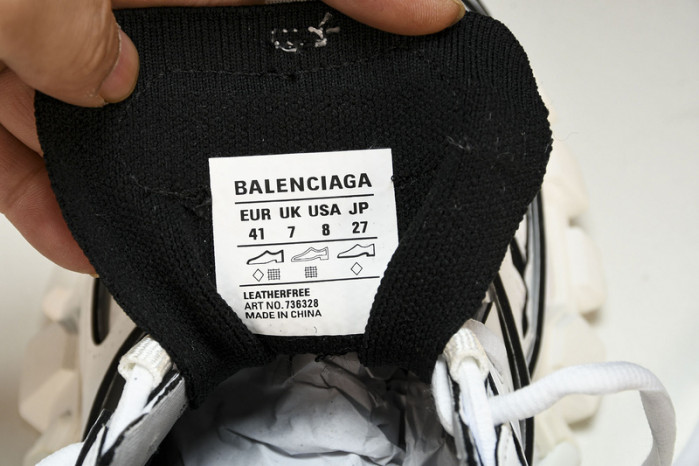 BALENCIAGA
EUR UK USA JP
41 7 8 27
LEATHERFREE
ART NO. 736328
MADE IN CHINA